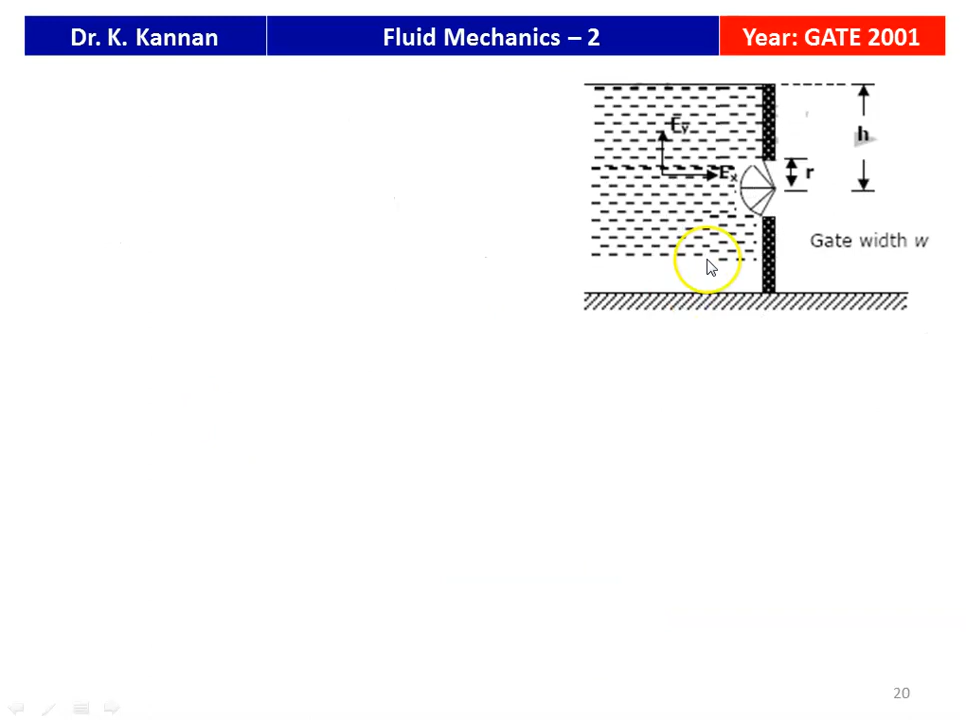 Dr. K. Kannan
Fluid Mechanics – 2
Year: GATE 2001
h
Fy
Fx
r
Gate width w
20